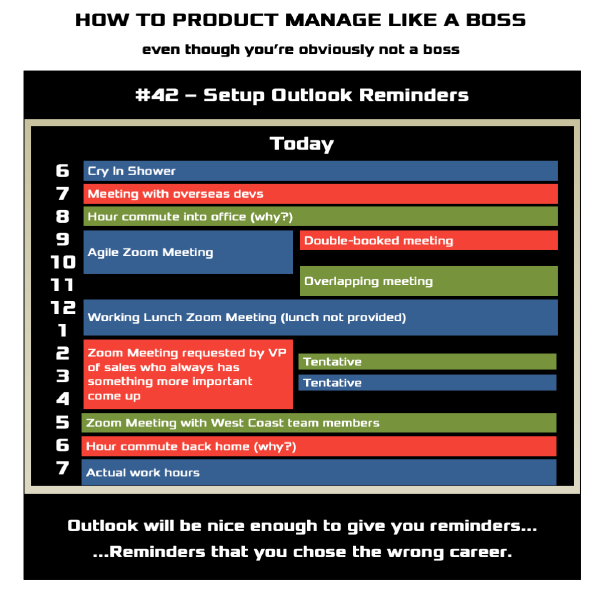 HOW TO PRODUCT MANAGE LIKE A BOSS
even though you're obviously not a boss
#42 – Setup Outlook Reminders
Today
6 Cry In Shower
7 Meeting with overseas devs
8 Hour commute into office (why?)
9 Double-booked meeting
Agile Zoom Meeting
10
11 Overlapping meeting
12
Working Lunch Zoom Meeting (lunch not provided)
1
2 Zoom Meeting requested by VP
of sales who always has
something more important
come up
Tentative
3 Tentative
4
5 Zoom Meeting with West Coast team members
6 Hour commute back home (why?)
7 Actual work hours
Outlook will be nice enough to give you reminders...
...Reminders that you chose the wrong career.